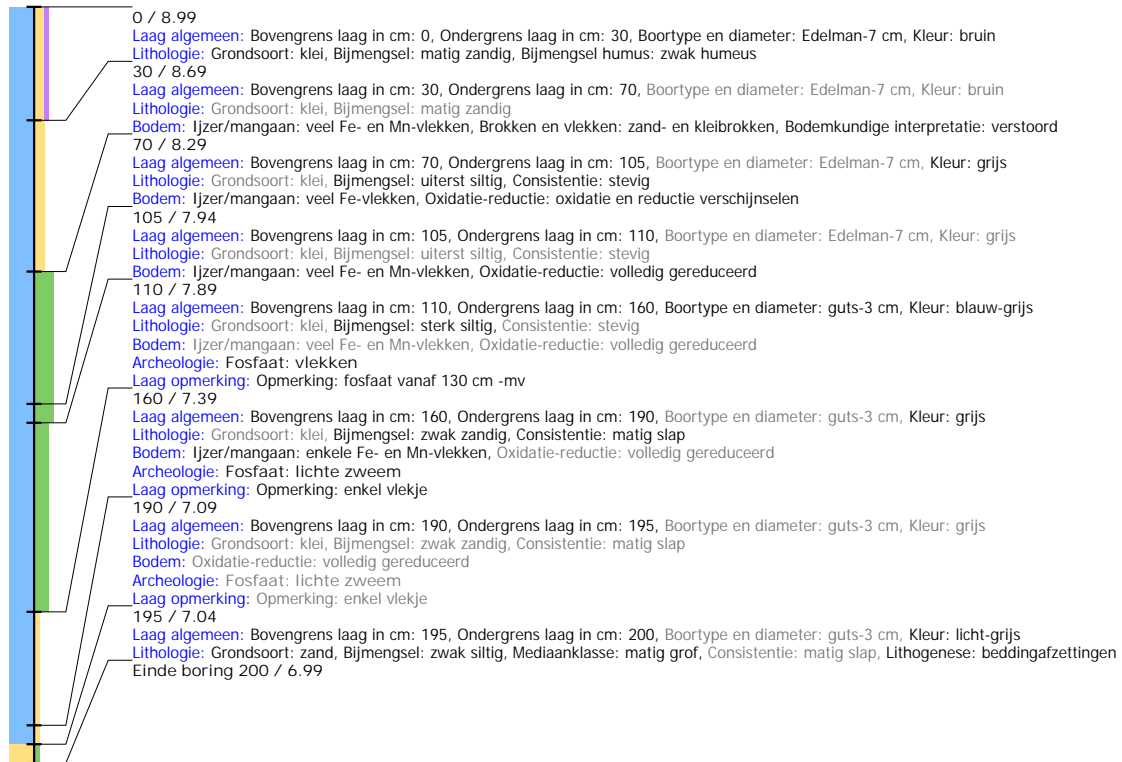 0 / 8.99
Laag algemeen: Bovengrens laag in cm: 0, Ondergrens laag in cm: 30, Boortype en diameter: Edelman-7 cm, Kleur: bruin
Lithologie: Grondsoort: klei, Bijmengsel: matig zandig, Bijmengsel humus: zwak humeus
30 / 8.69
Laag algemeen: Bovengrens laag in cm: 30, Ondergrens laag in cm: 70, Boortype en diameter: Edelman-7 cm, Kleur: bruin
Lithologie: Grondsoort: klei, Bijmengsel: matig zandig
Bodem: Ijzer/mangaan: veel Fe- en Mn-vlekken, Brokken en vlekken: zand- en kleibrokken, Bodemkundige interpretatie: verstoord
70 / 8.29
Laag algemeen: Bovengrens laag in cm: 70, Ondergrens laag in cm: 105, Boortype en diameter: Edelman-7 cm, Kleur: grijs
Lithologie: Grondsoort: klei, Bijmengsel: uiterst siltig, Consistentie: stevig
Bodem: Ijzer/mangaan: veel Fe-vlekken, Oxidatie-reductie: oxidatie en reductie verschijnselen
105 / 7.94
Laag algemeen: Bovengrens laag in cm: 105, Ondergrens laag in cm: 110, Boortype en diameter: Edelman-7 cm, Kleur: grijs
Lithologie: Grondsoort: klei, Bijmengsel: uiterst siltig, Consistentie: stevig
Bodem: Ijzer/mangaan: veel Fe- en Mn-vlekken, Oxidatie-reductie: volledig gereduceerd
110 / 7.89
Laag algemeen: Bovengrens laag in cm: 110, Ondergrens laag in cm: 160, Boortype en diameter: guts-3 cm, Kleur: blauw-grijs
Lithologie: Grondsoort: klei, Bijmengsel: sterk siltig, Consistentie: stevig
Bodem: Ijzer/mangaan: veel Fe- en Mn-vlekken, Oxidatie-reductie: volledig gereduceerd
Archeologie: Fosfaat: vlekken
Laag opmerking: Opmerking: fosfaat vanaf 130 cm -mv
160 / 7.39
Laag algemeen: Bovengrens laag in cm: 160, Ondergrens laag in cm: 190, Boortype en diameter: guts-3 cm, Kleur: grijs
Lithologie: Grondsoort: klei, Bijmengsel: zwak zandig, Consistentie: matig slap
Bodem: Ijzer/mangaan: enkele Fe- en Mn-vlekken, Oxidatie-reductie: volledig gereduceerd
Archeologie: Fosfaat: lichte zweem
Laag opmerking: Opmerking: enkel vlekje
190 / 7.09
Laag algemeen: Bovengrens laag in cm: 190, Ondergrens laag in cm: 195, Boortype en diameter: guts-3 cm, Kleur: grijs
Lithologie: Grondsoort: klei, Bijmengsel: zwak zandig, Consistentie: matig slap
Bodem: Oxidatie-reductie: volledig gereduceerd
Archeologie: Fosfaat: lichte zweem
Laag opmerking: Opmerking: enkel vlekje
195 / 7.04
Laag algemeen: Bovengrens laag in cm: 195, Ondergrens laag in cm: 200, Boortype en diameter: guts-3 cm, Kleur: licht-grijs
Lithologie: Grondsoort: zand, Bijmengsel: zwak siltig, Mediaanklasse: matig grof, Consistentie: matig slap, Lithogenese: beddingafzettingen
Einde boring 200 / 6.99